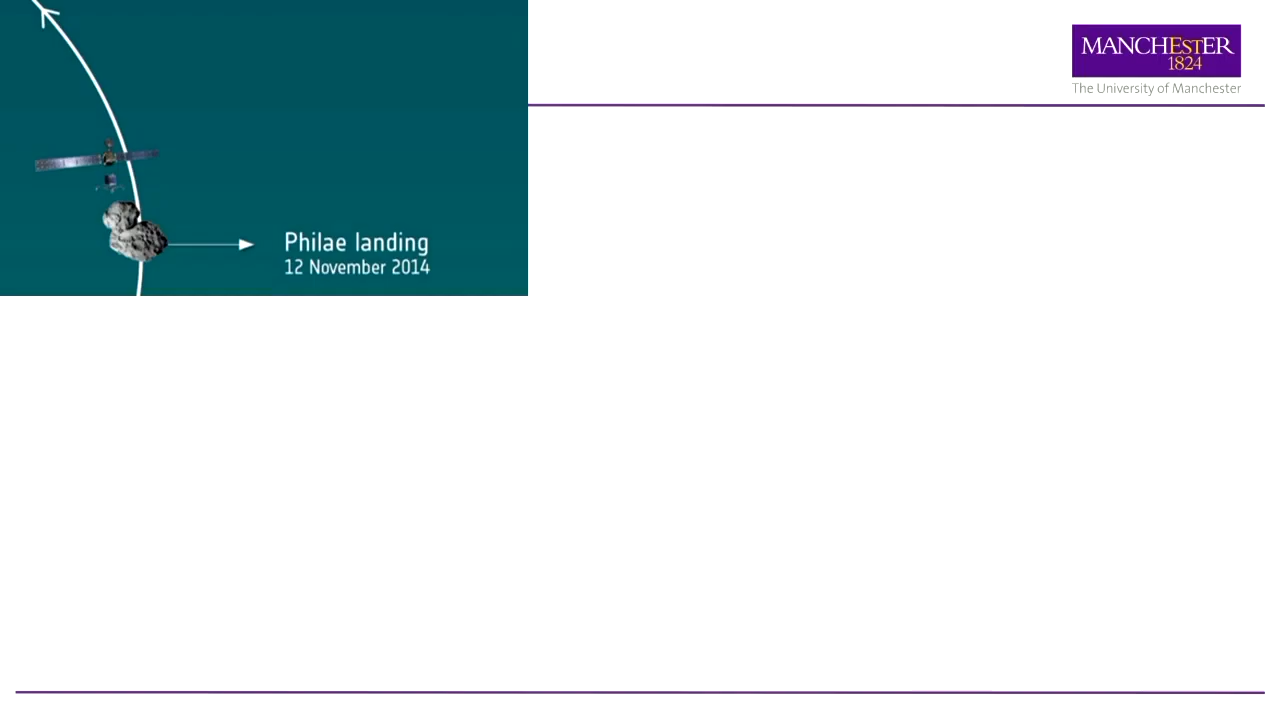 MANCHEsTER
1824
The University of Manchester
Philae landing
12 November 2014